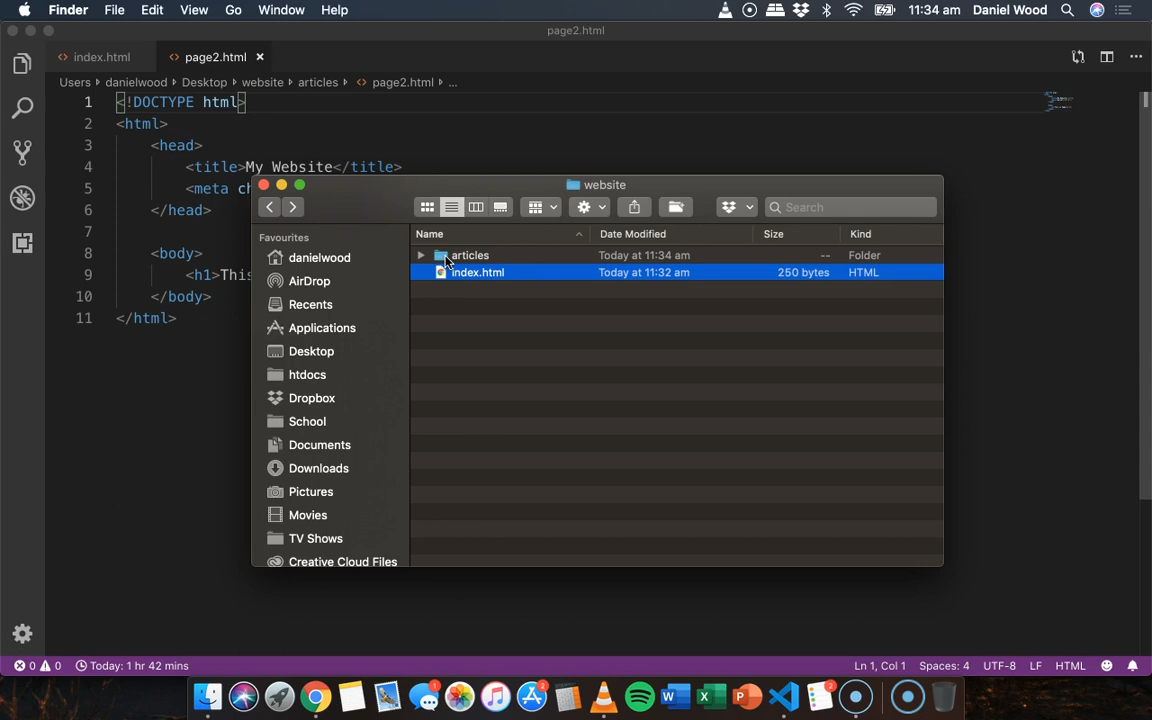 Finder File Edit View Go Window Help 11:34 am Daniel Wood
page2.html
index.html page2.html
Users danielwood Desktop website articles page2.html ...
1 <!DOCTYPE html>
2 <html>
3 <head>
4 <title>My Website</title>
5 <meta ch
6 </head>
7
8 <body>
9 <h1>This
10 </body>
11 </html>
website
Search
Favourites
danielwood
AirDrop
Recents
Applications
Desktop
htdocs
Dropbox
School
Documents
Downloads
Pictures
Movies
TV Shows
Creative Cloud Files
Name Date Modified Size Kind
articles Today at 11:34 am -- Folder
index.html Today at 11:32 am 250 bytes HTML
0 0 Today: 1 hr 42 mins Ln 1, Col 1 Spaces: 4 UTF-8 LF HTML
1 2 W X P 2